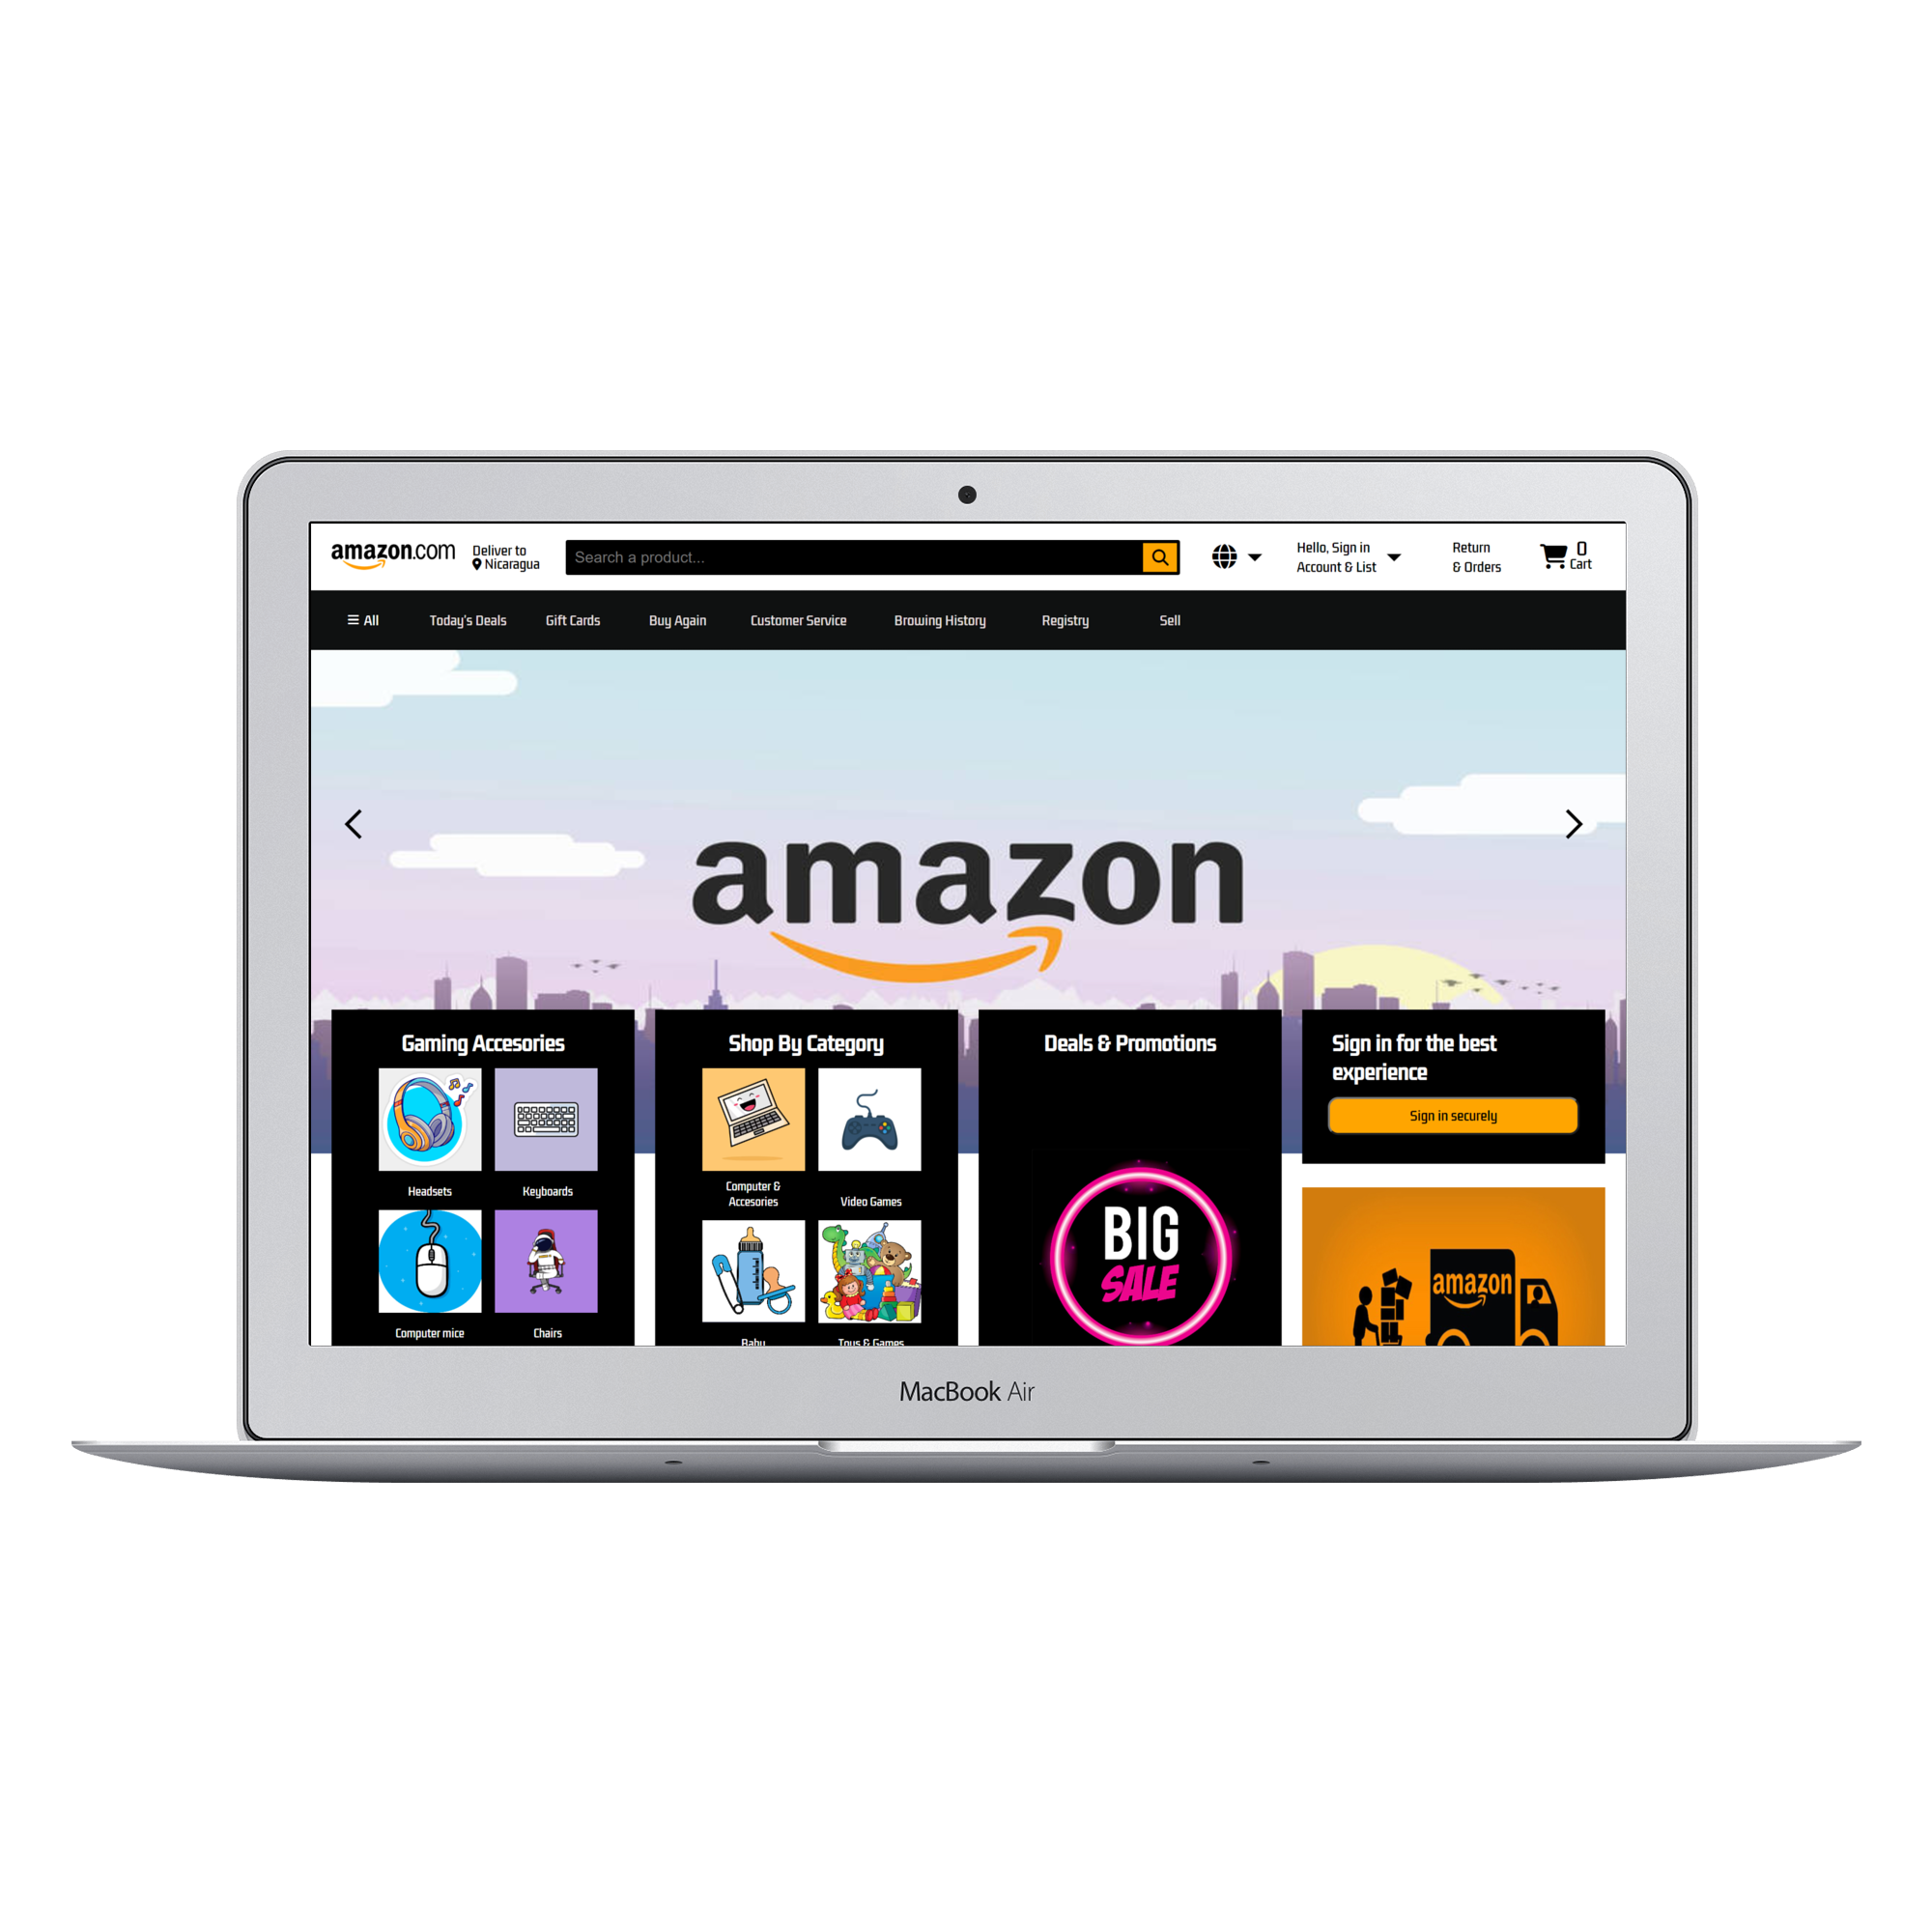 amazon.com
Deliver to
Nicaragua
Search a product...
Hello, Sign in
Account & List
Return
& Orders
0
Cart
All
Today's Deals
Gift Cards
Buy Again
Customer Service
Browing History
Registry
Sell
amazon
Gaming Accesories
Headsets
Keyboards
Computer mice
Chairs
Shop By Category
Computer &
Accesories
Video Games
Baby
Toys & Games
Deals & Promotions
BIG
SALE
Sign in for the best
experience
Sign in securely
amazon
MacBook Air